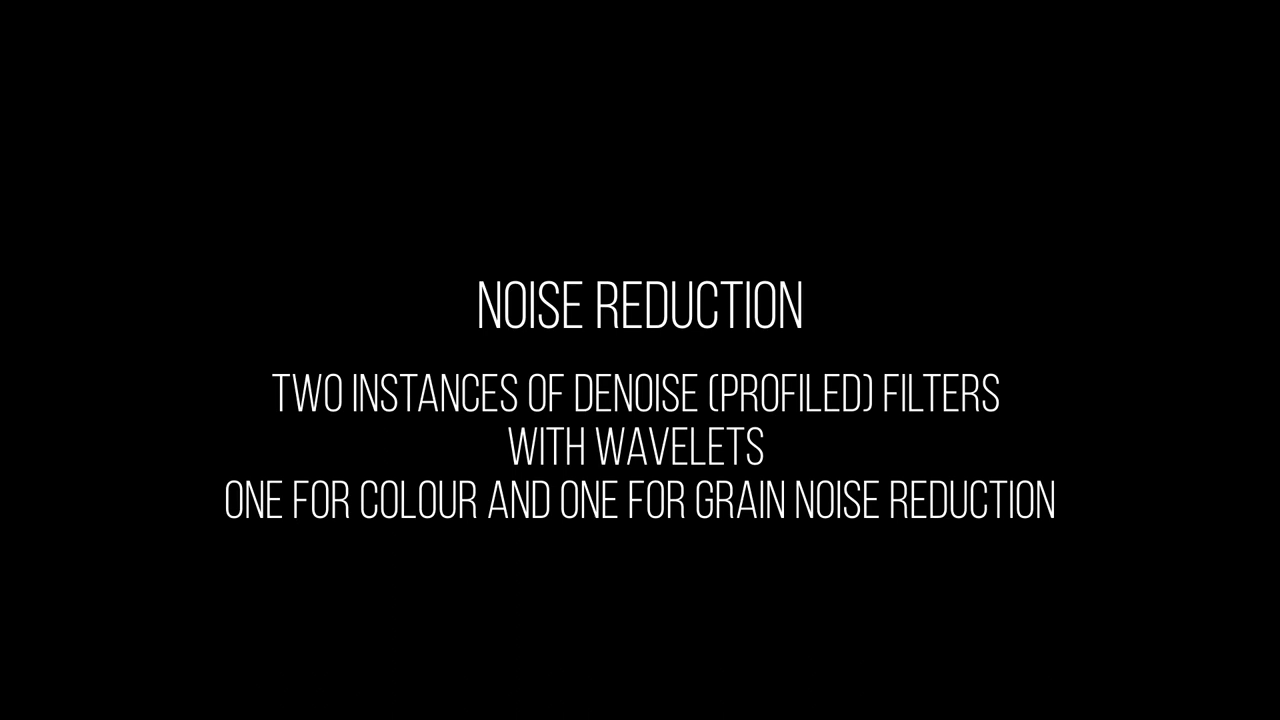 NOISE REDUCTION
TWO INSTANCES OF DENOISE (PROFILED) FILTERS
WITH WAVELETS
ONE FOR COLOUR AND ONE FOR GRAIN NOISE REDUCTION